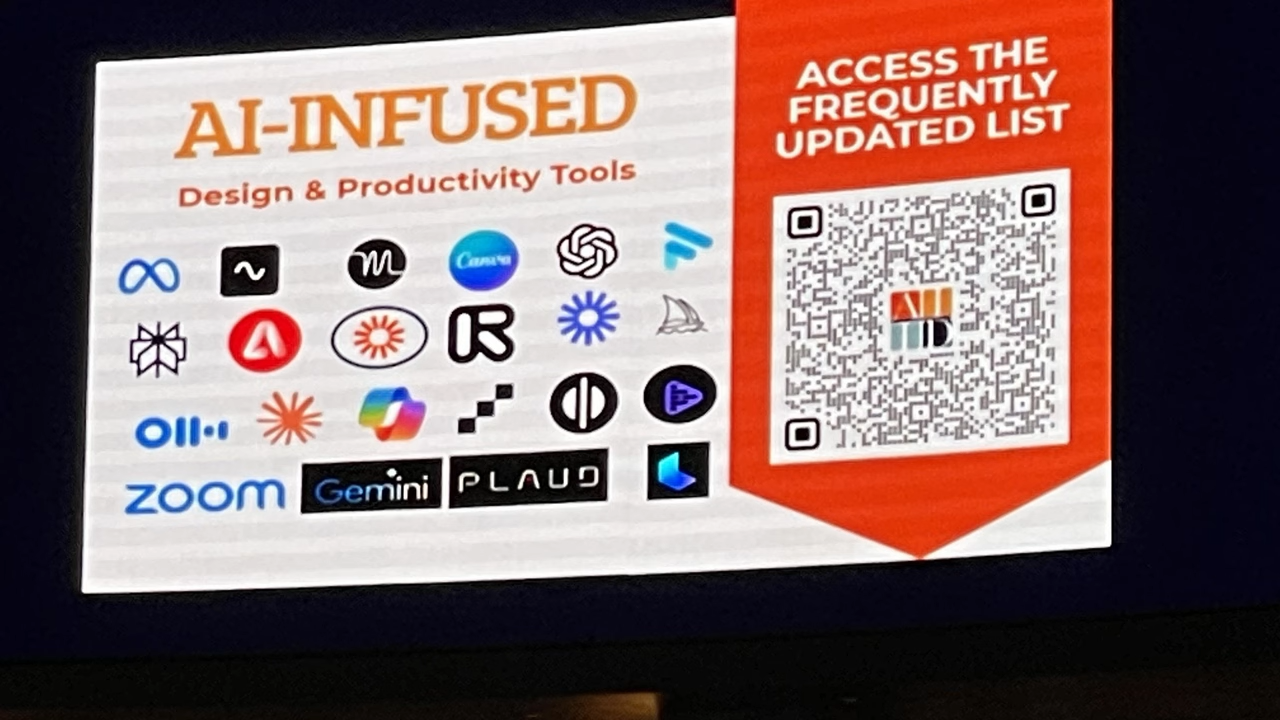 AI-INFUSED
Design & Productivity Tools
Canva
zoom
Gemini
PLAUD
ACCESS THE
FREQUENTLY
UPDATED LIST